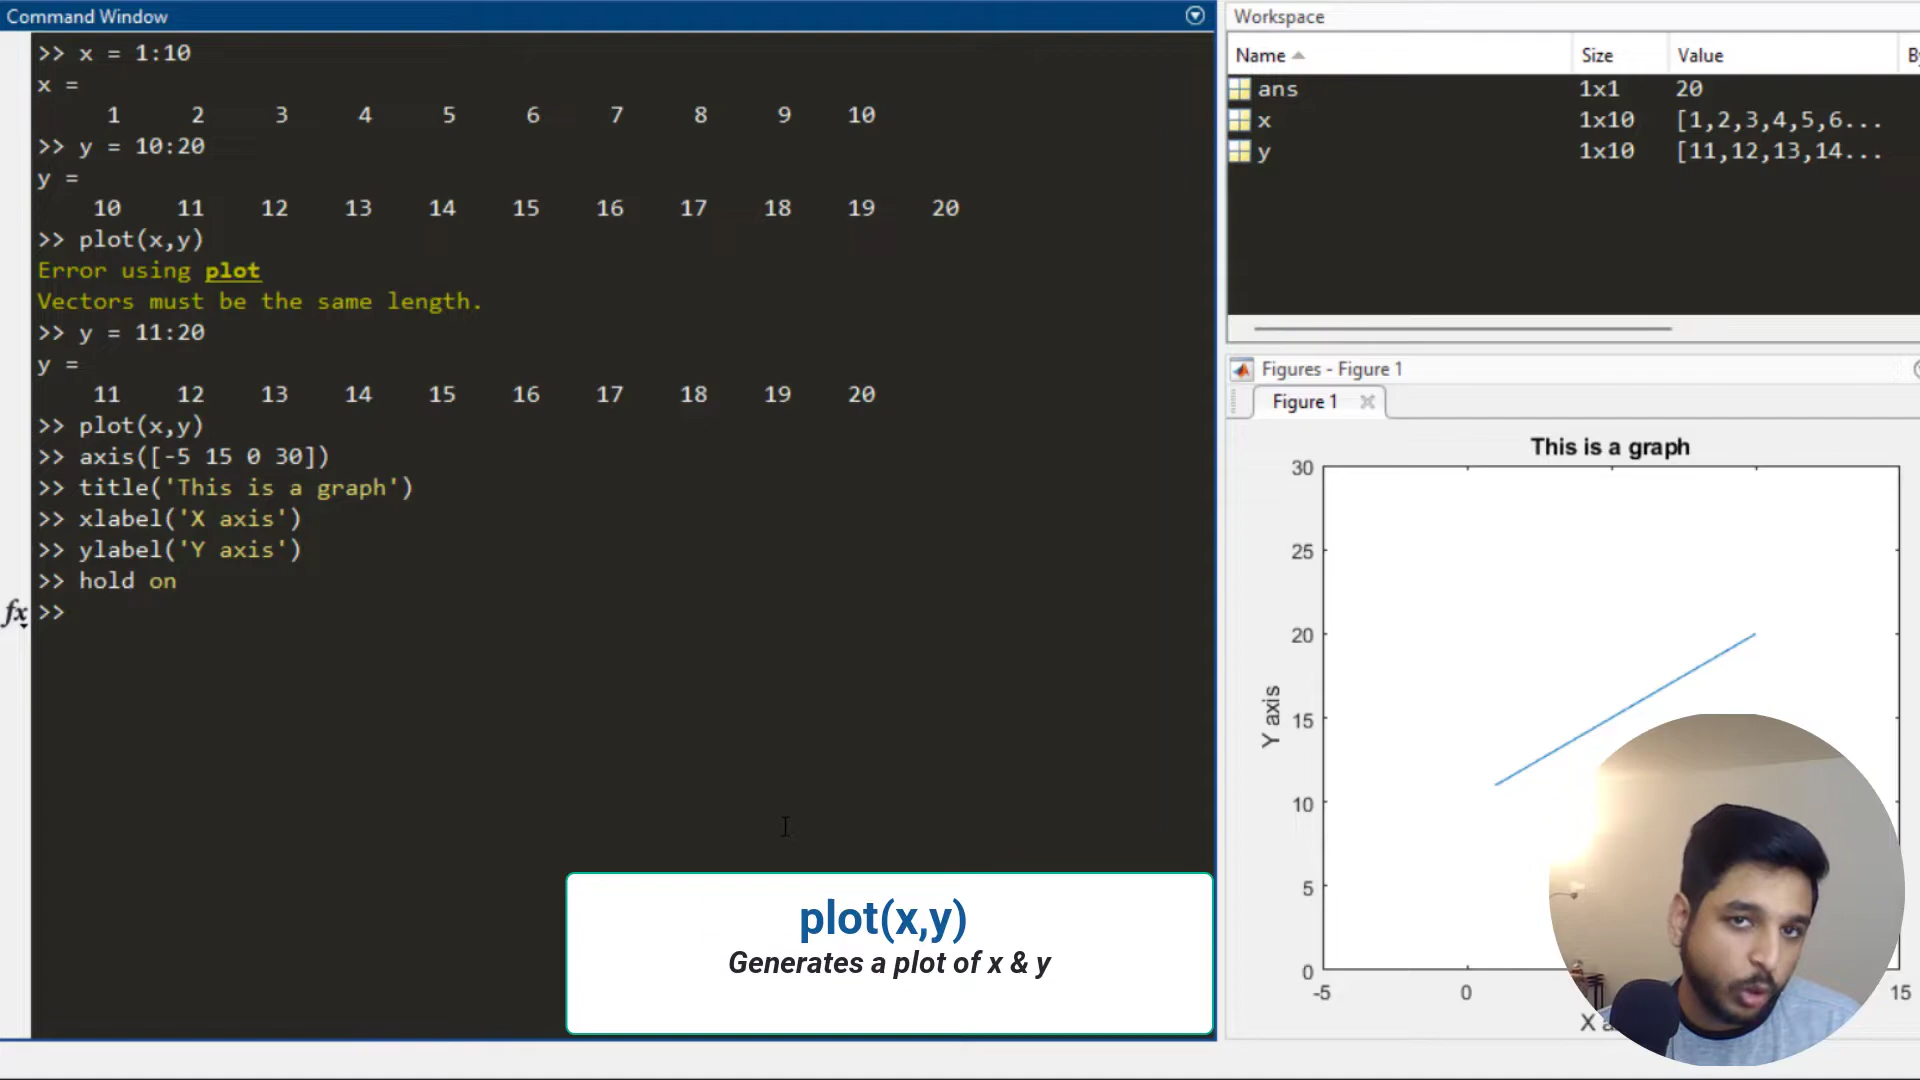 Command Window
>> x = 1:10
x =
1 2 3 4 5 6 7 8 9 10
>> y = 10:20
y =
10 11 12 13 14 15 16 17 18 19 20
>> plot(x,y)
Error using plot
Vectors must be the same length.
>> y = 11:20
y =
11 12 13 14 15 16 17 18 19 20
>> plot(x,y)
>> axis([-5 15 0 30])
>> title('This is a graph')
>> xlabel('X axis')
>> ylabel('Y axis')
>> hold on
fx >>
plot(x,y)
Generates a plot of x & y
Workspace
Name Size Value
ans 1x1 20
x 1x10 [1,2,3,4,5,6...
y 1x10 [11,12,13,14...
Figures - Figure 1
Figure 1
This is a graph
30
25
20
15
10
5
0
Y axis
-5 0 15
X